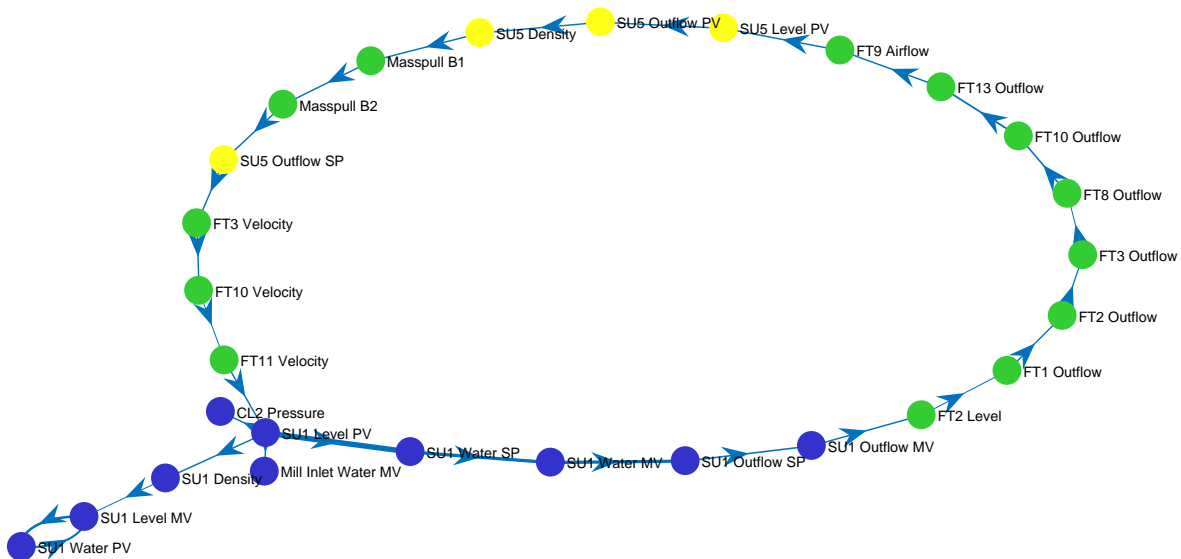 SU5 Outflow PV
SU5 Level PV
SU5 Density
FT9 Airflow
Masspull B1
FT13 Outflow
Masspull B2
FT10 Outflow
SU5 Outflow SP
FT8 Outflow
FT3 Velocity
FT3 Outflow
FT10 Velocity
FT2 Outflow
FT11 Velocity
FT1 Outflow
CL2 Pressure
FT2 Level
SU1 Level PV
SU1 Outflow MV
SU1 Water SP
SU1 Water MV
SU1 Outflow SP
Mill Inlet Water MV
SU1 Density
SU1 Level MV
SU1 Water PV